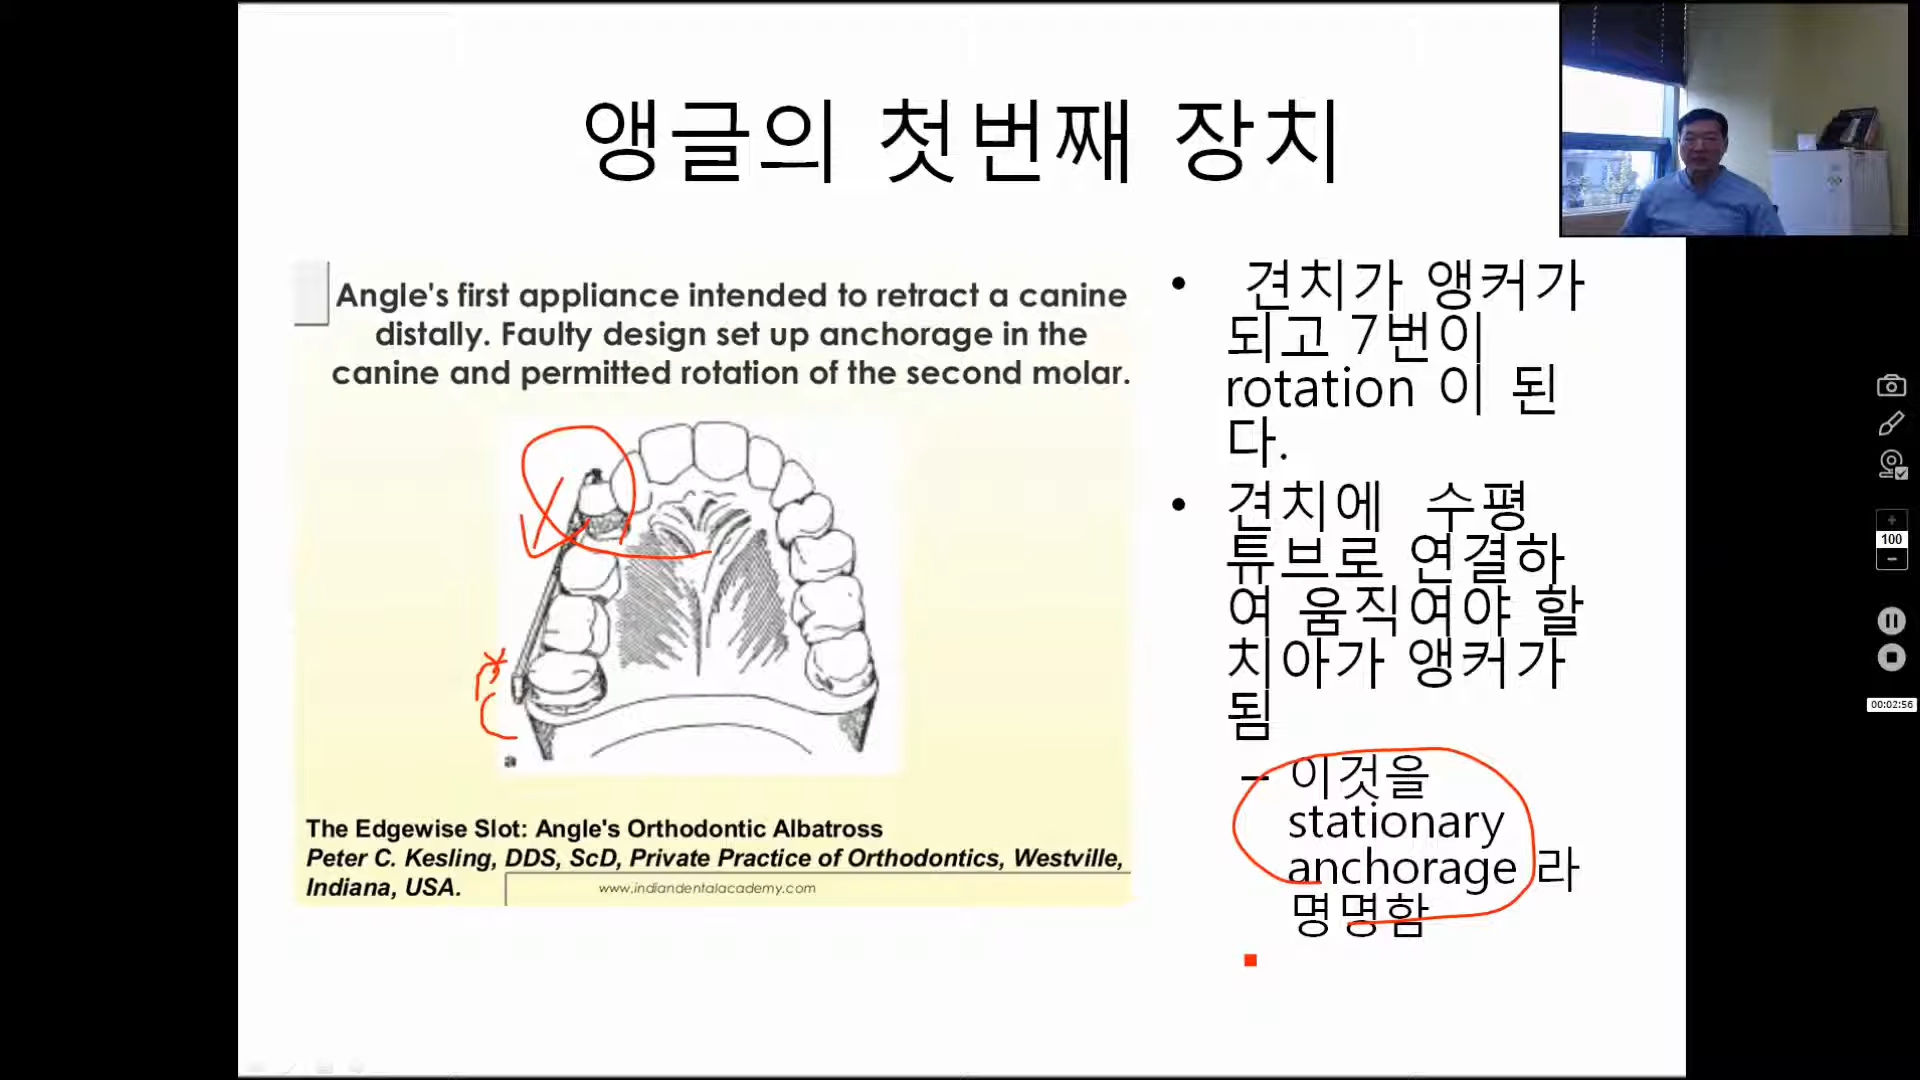 앵글의 첫번째 장치
Angle's first appliance intended to retract a canine
distally. Faulty design set up anchorage in the
canine and permitted rotation of the second molar.
a
The Edgewise Slot: Angle's Orthodontic Albatross
Peter C. Kesling, DDS, ScD, Private Practice of Orthodontics, Westville,
Indiana, USA.
www.indiandentalacademy.com
• 견치가 앵커가
되고 7번이
rotation 이 된
다.
• 견치에 수평
튜브로 연결하
여 움직여야 할
치아가 앵커가
됨
– 이것을
stationary
anchorage 라
명명함
100
00:02:56